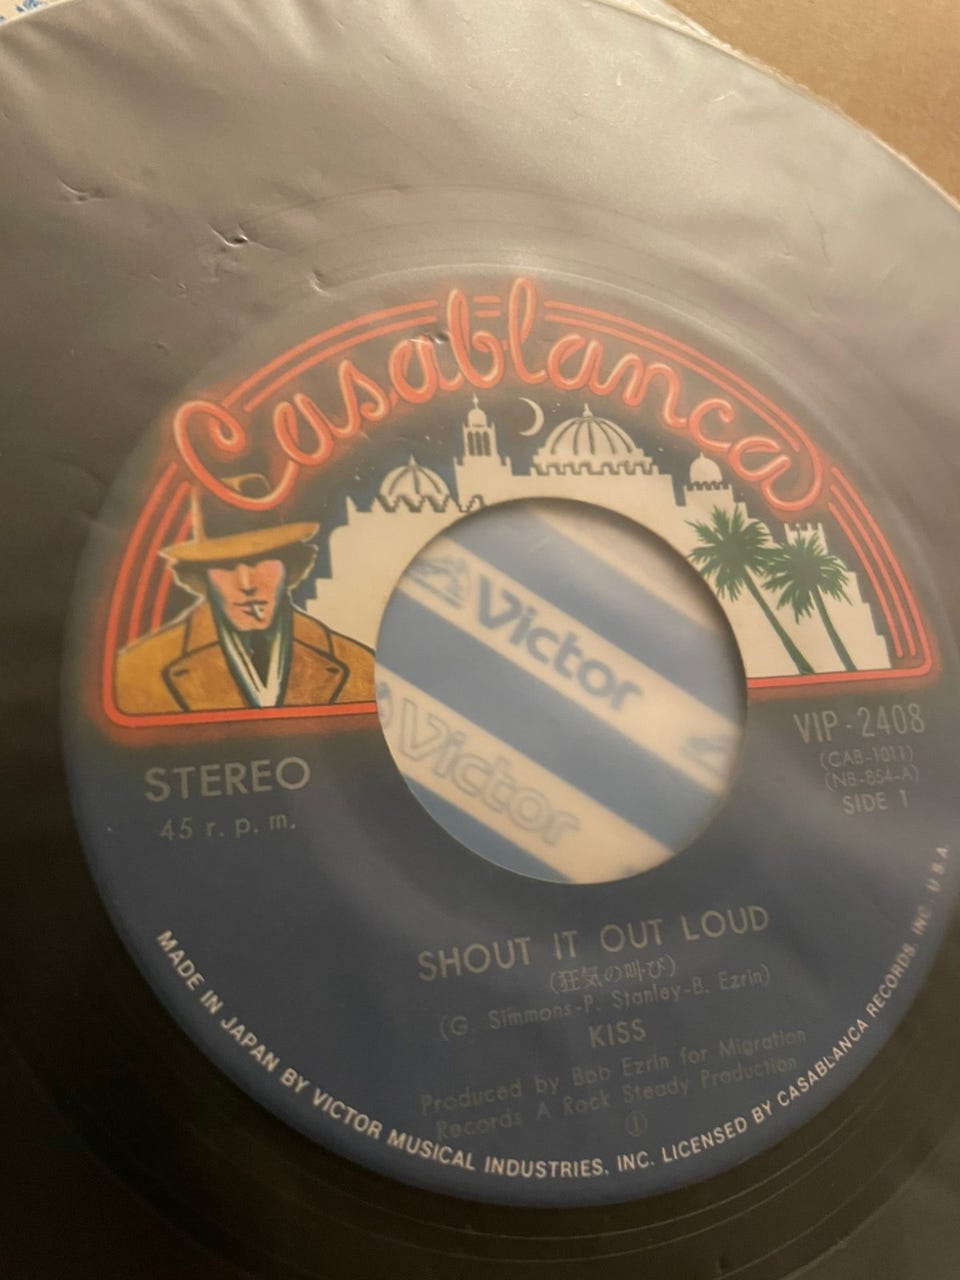 Casablanca
Victor
Victor
STEREO
45 r. p. m.
VIP-2408
(CAB-1011)
(NB-854-A)
SIDE 1
SHOUT IT OUT LOUD
(狂気の叫び)
(G. Simmons-P. Stanley-B. Ezrin)
KISS
Produced by Bob Ezrin for Migration
Records A Rock Steady Production
①
MADE IN JAPAN BY VICTOR MUSICAL INDUSTRIES, INC. LICENSED BY CASABLANCA RECORDS, INC. U.S.A.